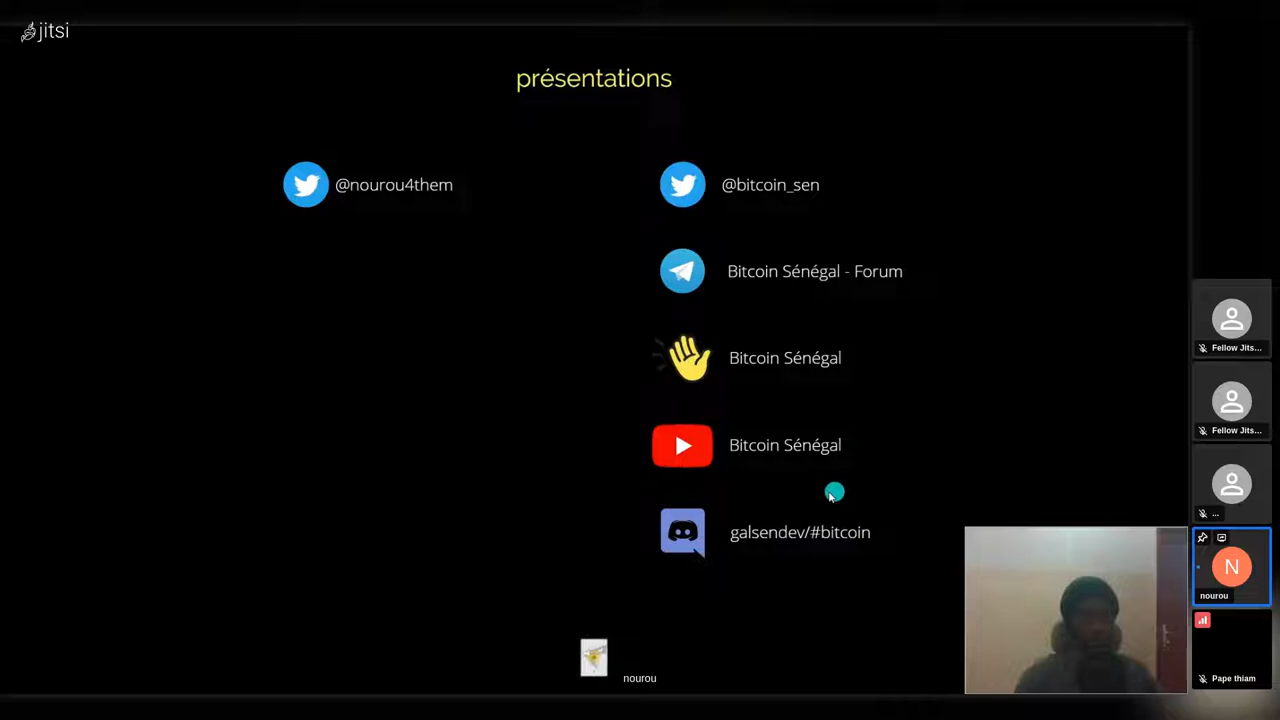 jitsi
présentations
@nourou4them
@bitcoin_sen
Bitcoin Sénégal - Forum
Bitcoin Sénégal
Bitcoin Sénégal
galsendev/#bitcoin
nourou
Fellow Jits...
Fellow Jits...
...
N
nourou
Pape thiam